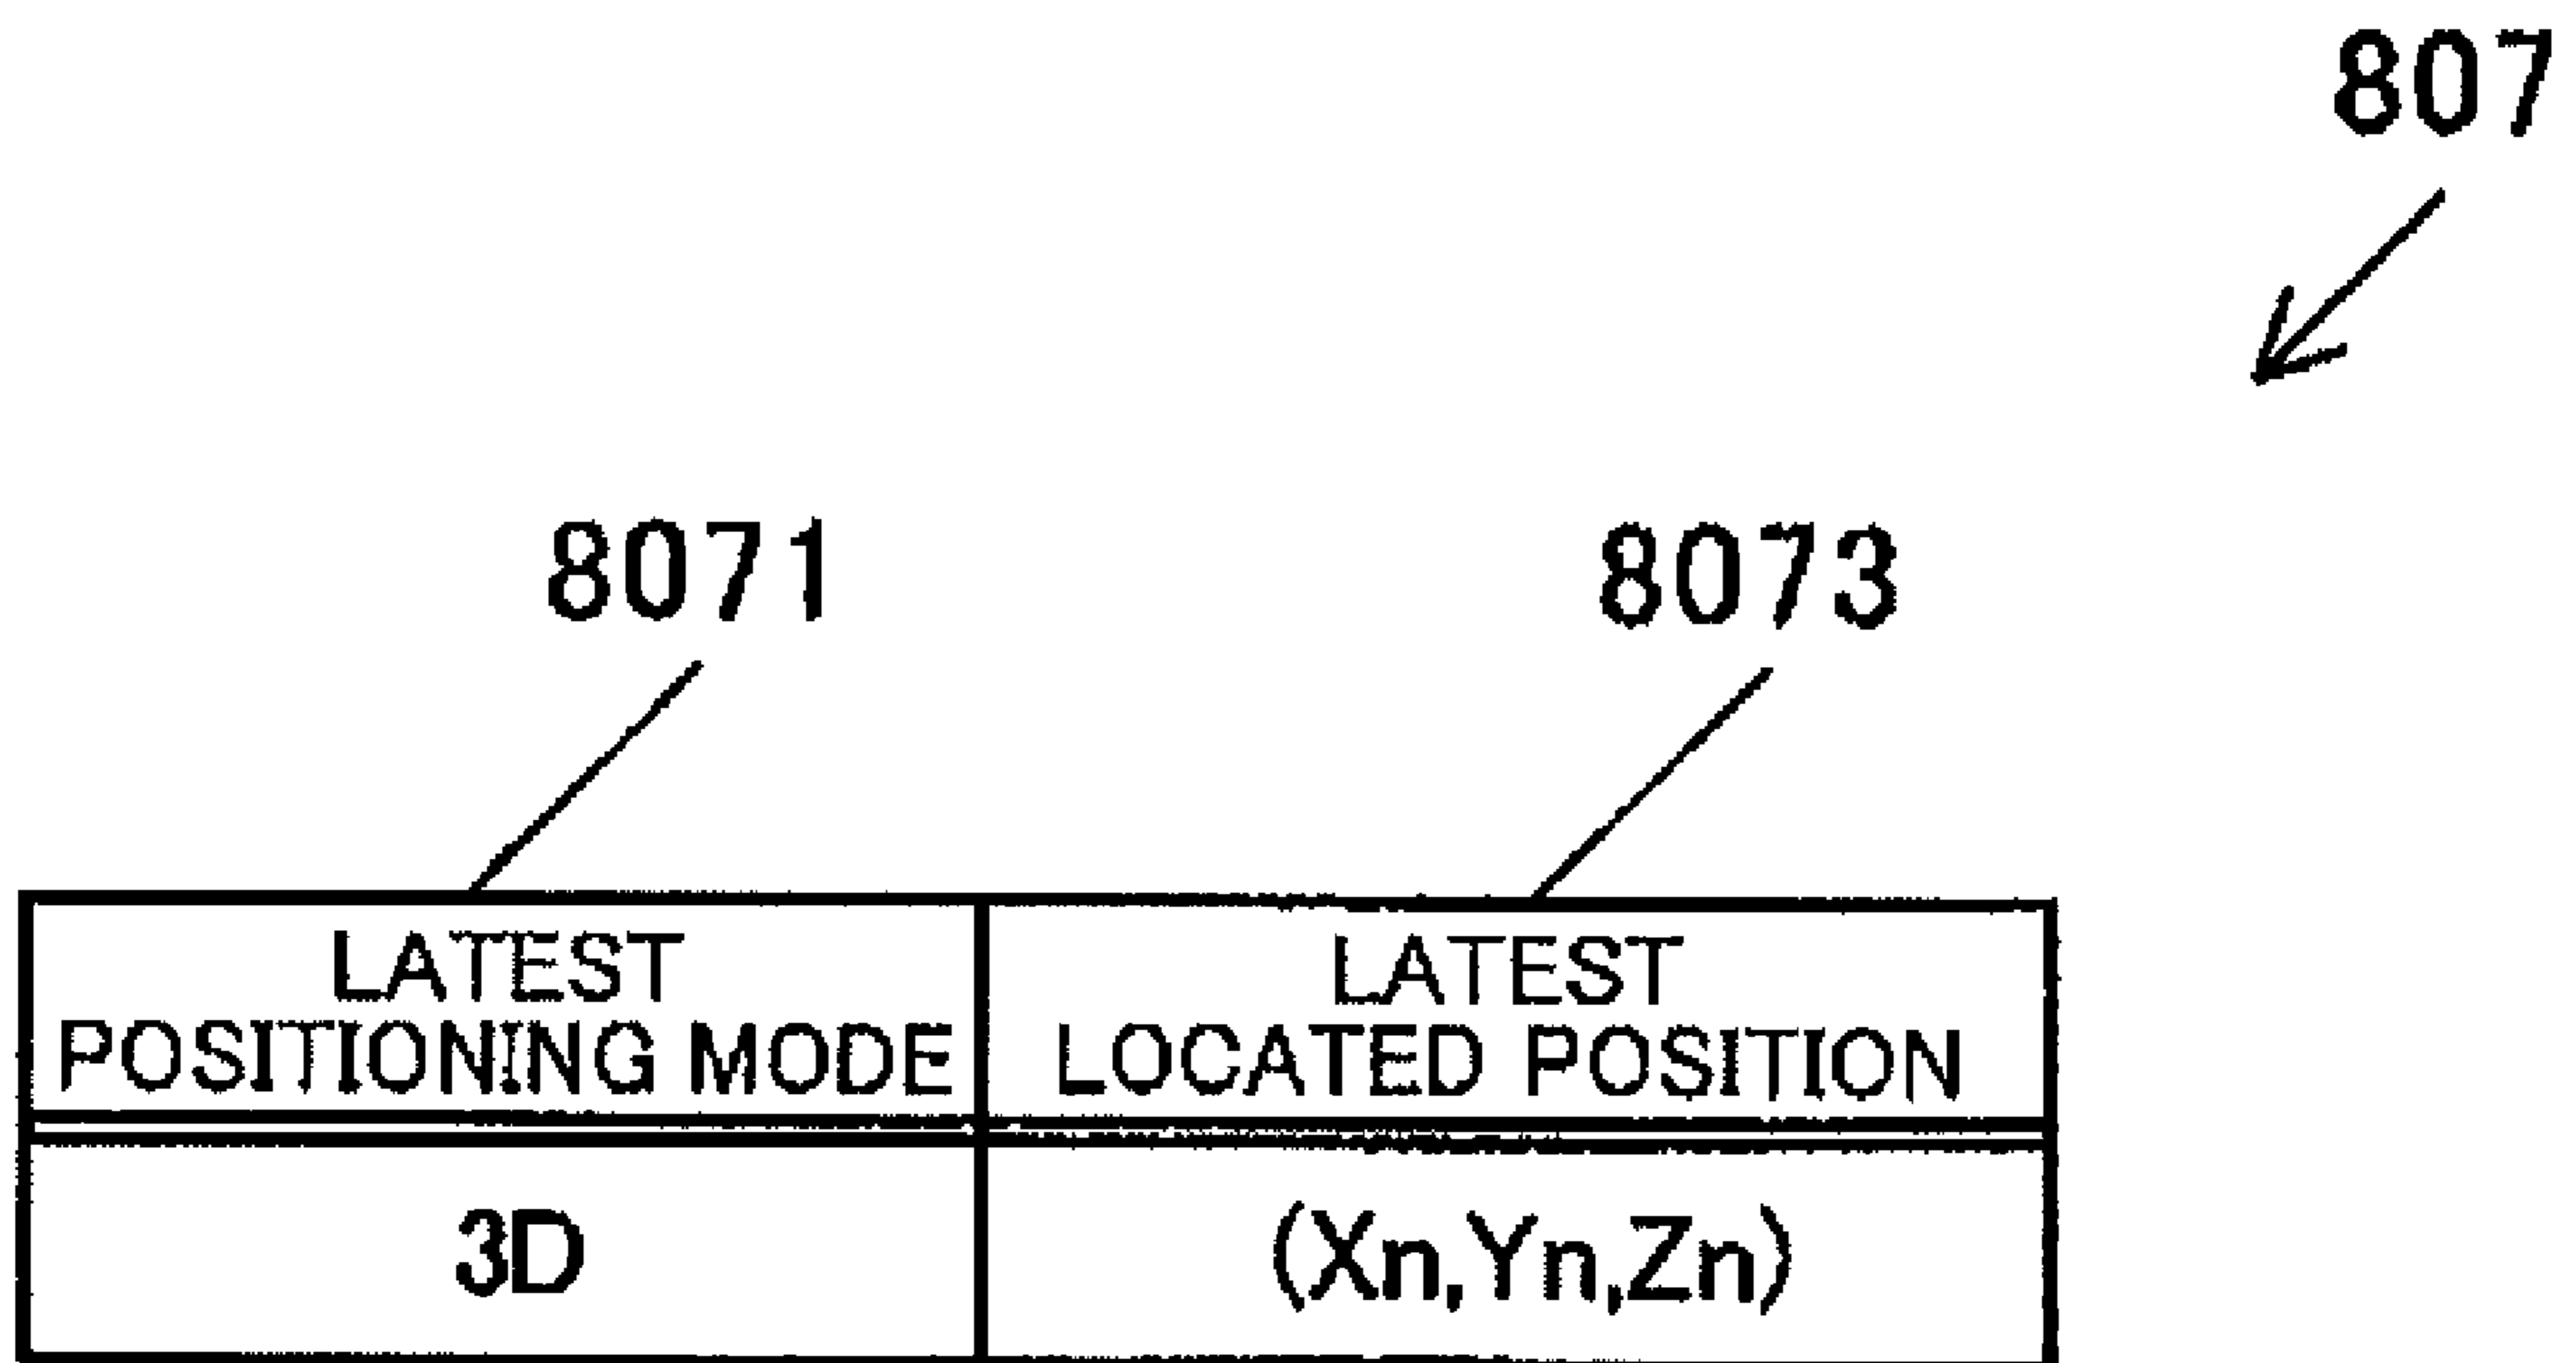 807
8071
8073
LATEST
POSITIONING MODE
LATEST
LOCATED POSITION
3D
(Xn,Yn,Zn)